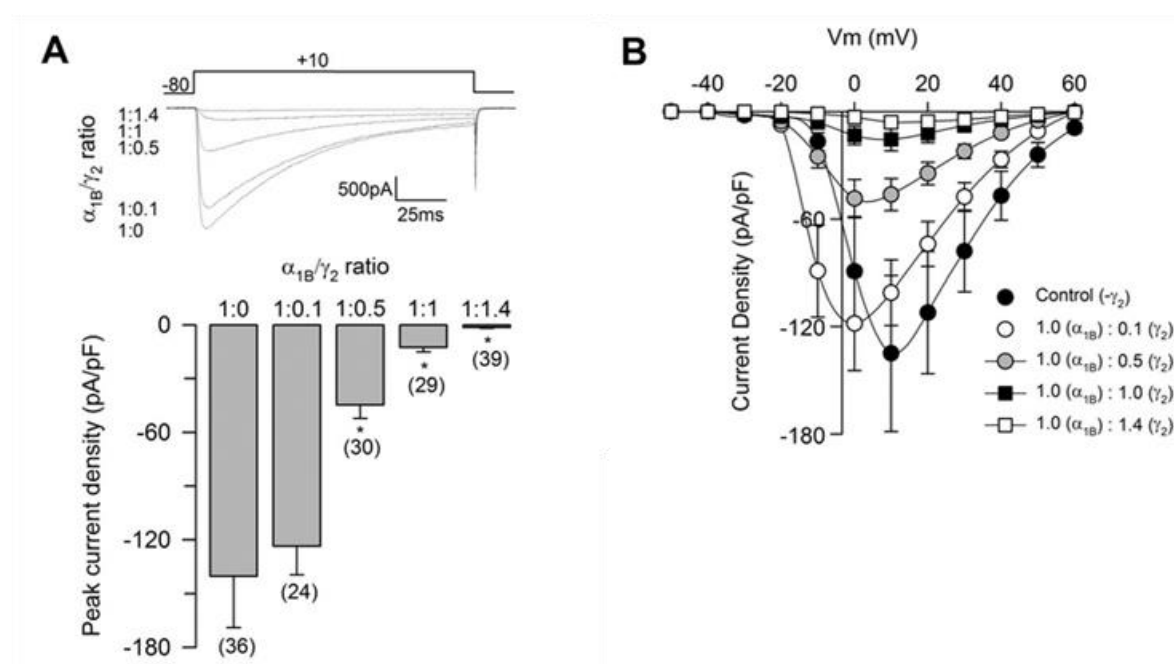 A
-80
+10
α1B/γ2 ratio
1:1.4
1:1
1:0.5
1:0.1
1:0
500pA
25ms
α1B/γ2 ratio
1:0 1:0.1 1:0.5 1:1 1:1.4
Peak current density (pA/pF)
0
-60
-120
-180
(36)
(24)
*
(30)
*
(29)
*
(39)
B
Vm (mV)
-40 -20 0 20 40 60
Current Density (pA/pF)
-60
-120
-180
Control (-γ2)
1.0 (α1B) : 0.1 (γ2)
1.0 (α1B) : 0.5 (γ2)
1.0 (α1B) : 1.0 (γ2)
1.0 (α1B) : 1.4 (γ2)